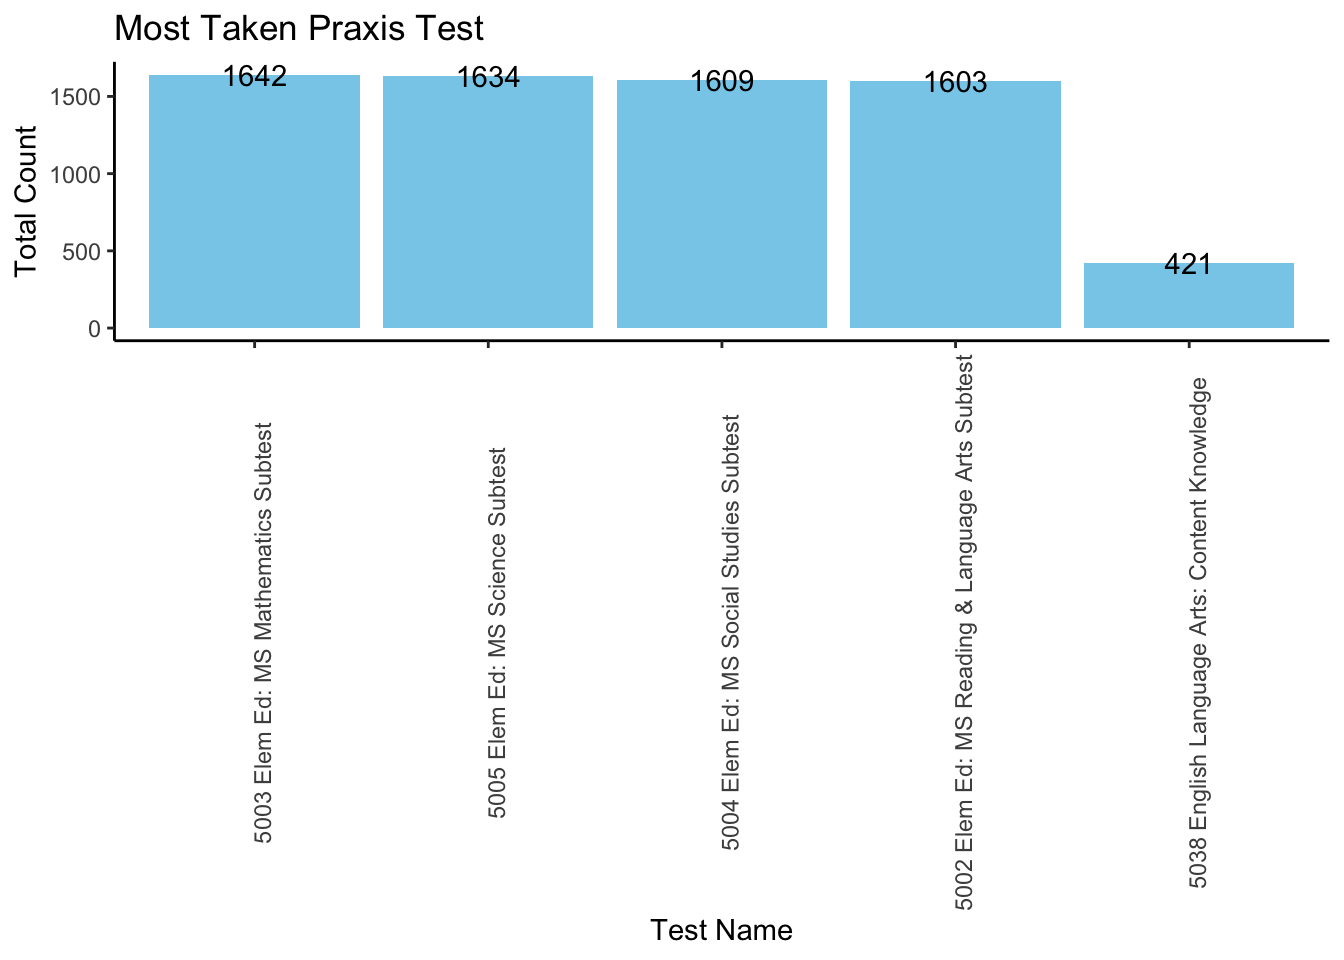 Most Taken Praxis Test
Total Count
1500
1000
500
0
1642
1634
1609
1603
421
5003 Elem Ed: MS Mathematics Subtest
5005 Elem Ed: MS Science Subtest
5004 Elem Ed: MS Social Studies Subtest
5002 Elem Ed: MS Reading & Language Arts Subtest
5038 English Language Arts: Content Knowledge
Test Name